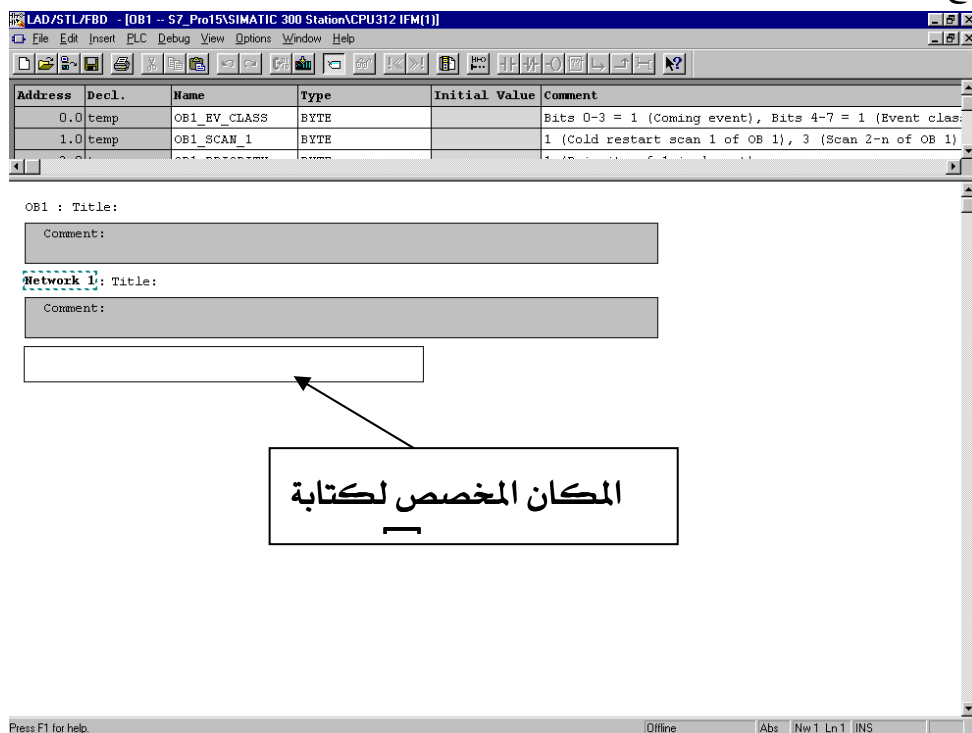 LAD/STL/FBD - [OB1 -- S7_Pro15\SIMATIC 300 Station\CPU312 IFM(1)]
File Edit Insert PLC Debug View Options Window Help
Address Decl. Name Type Initial Value Comment
0.0 temp OB1_EV_CLASS BYTE Bits 0-3 = 1 (Coming event), Bits 4-7 = 1 (Event clas
1.0 temp OB1_SCAN_1 BYTE 1 (Cold restart scan 1 of OB 1), 3 (Scan 2-n of OB 1)
OB1 : Title:
Comment:
Network 1: Title:
Comment:
المكان المخصص لكتابة
Press F1 for help. Offline Abs Nw 1 Ln 1 INS